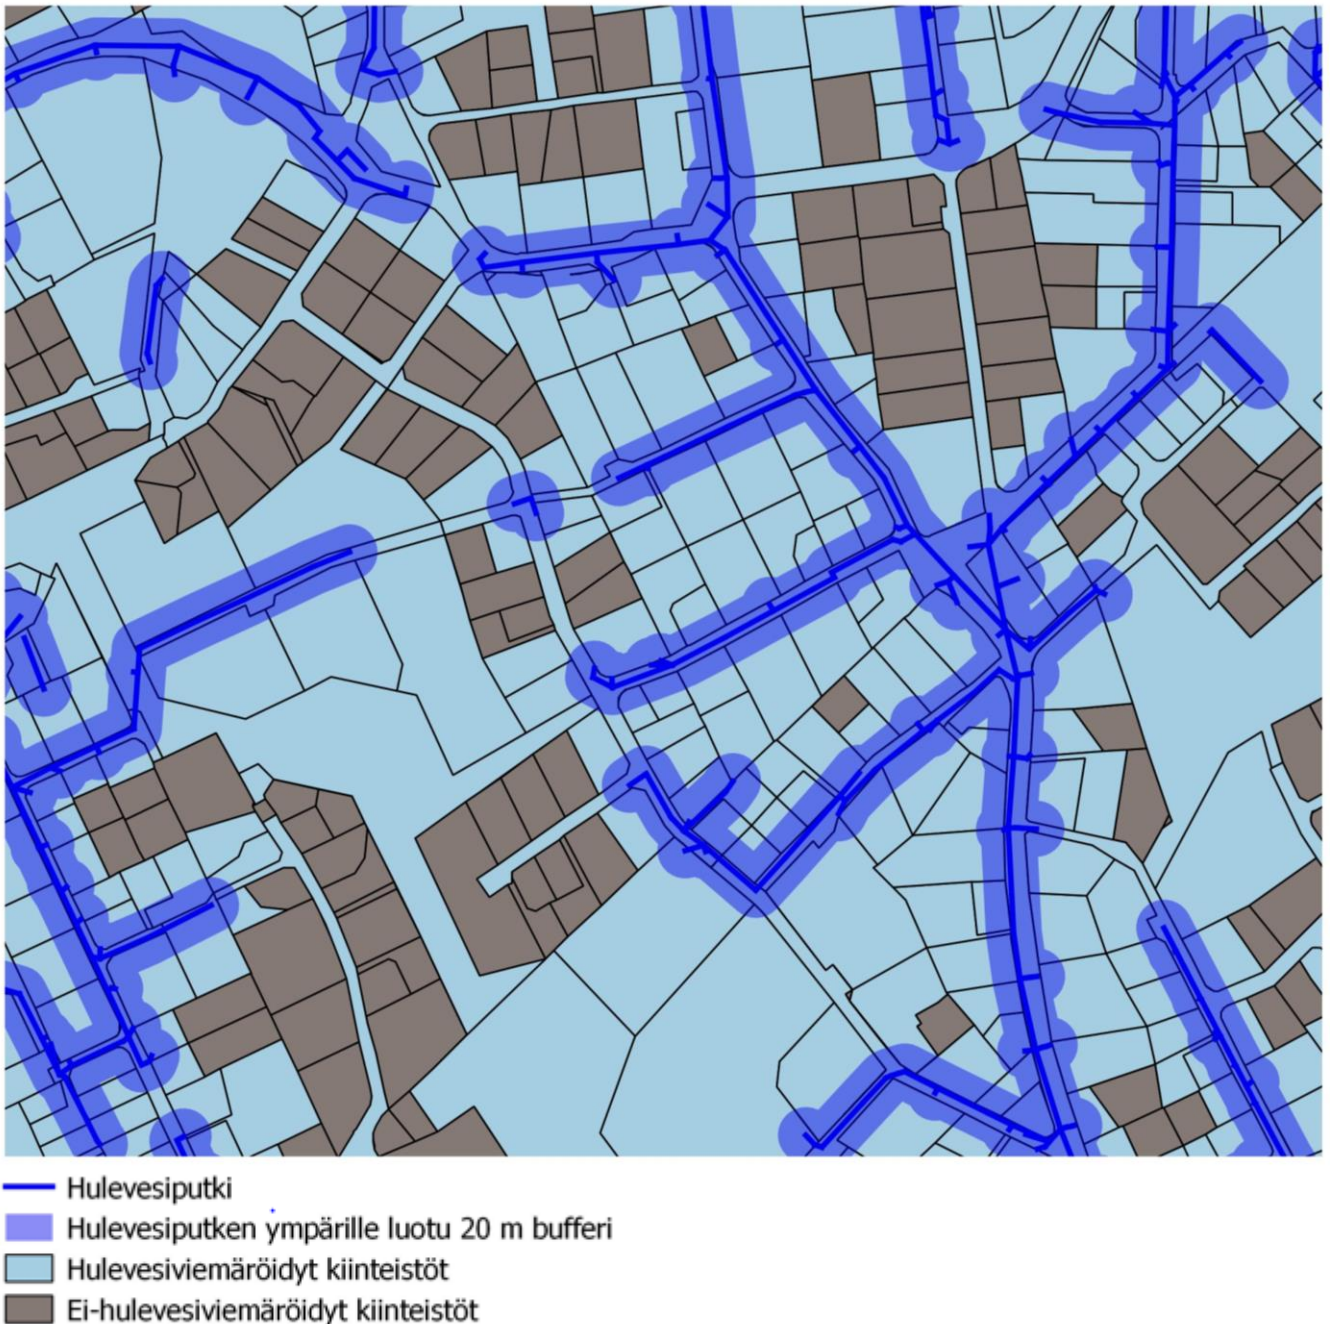 Hulevesiputki
Hulevesiputken ympärille luotu 20 m bufferi
Hulevesiviemäröidyt kiinteistöt
Ei-hulevesiviemäröidyt kiinteistöt